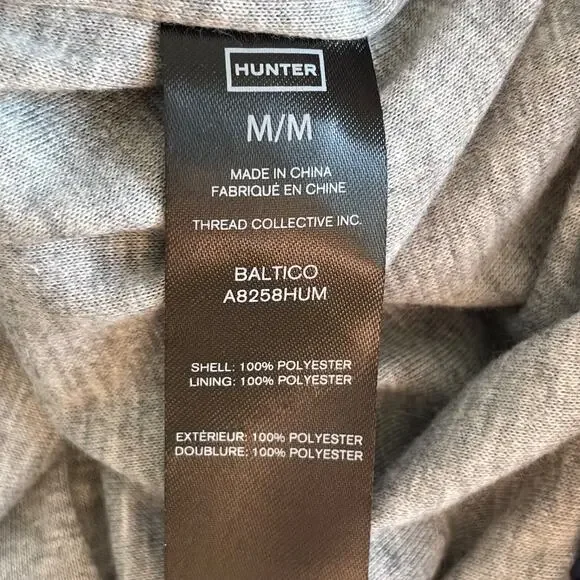 HUNTER
M/M
MADE IN CHINA
FABRIQUÉ EN CHINE
THREAD COLLECTIVE INC.
BALTICO
A8258HUM
SHELL: 100% POLYESTER
LINING: 100% POLYESTER
EXTÉRIEUR: 100% POLYESTER
DOUBLURE: 100% POLYESTER